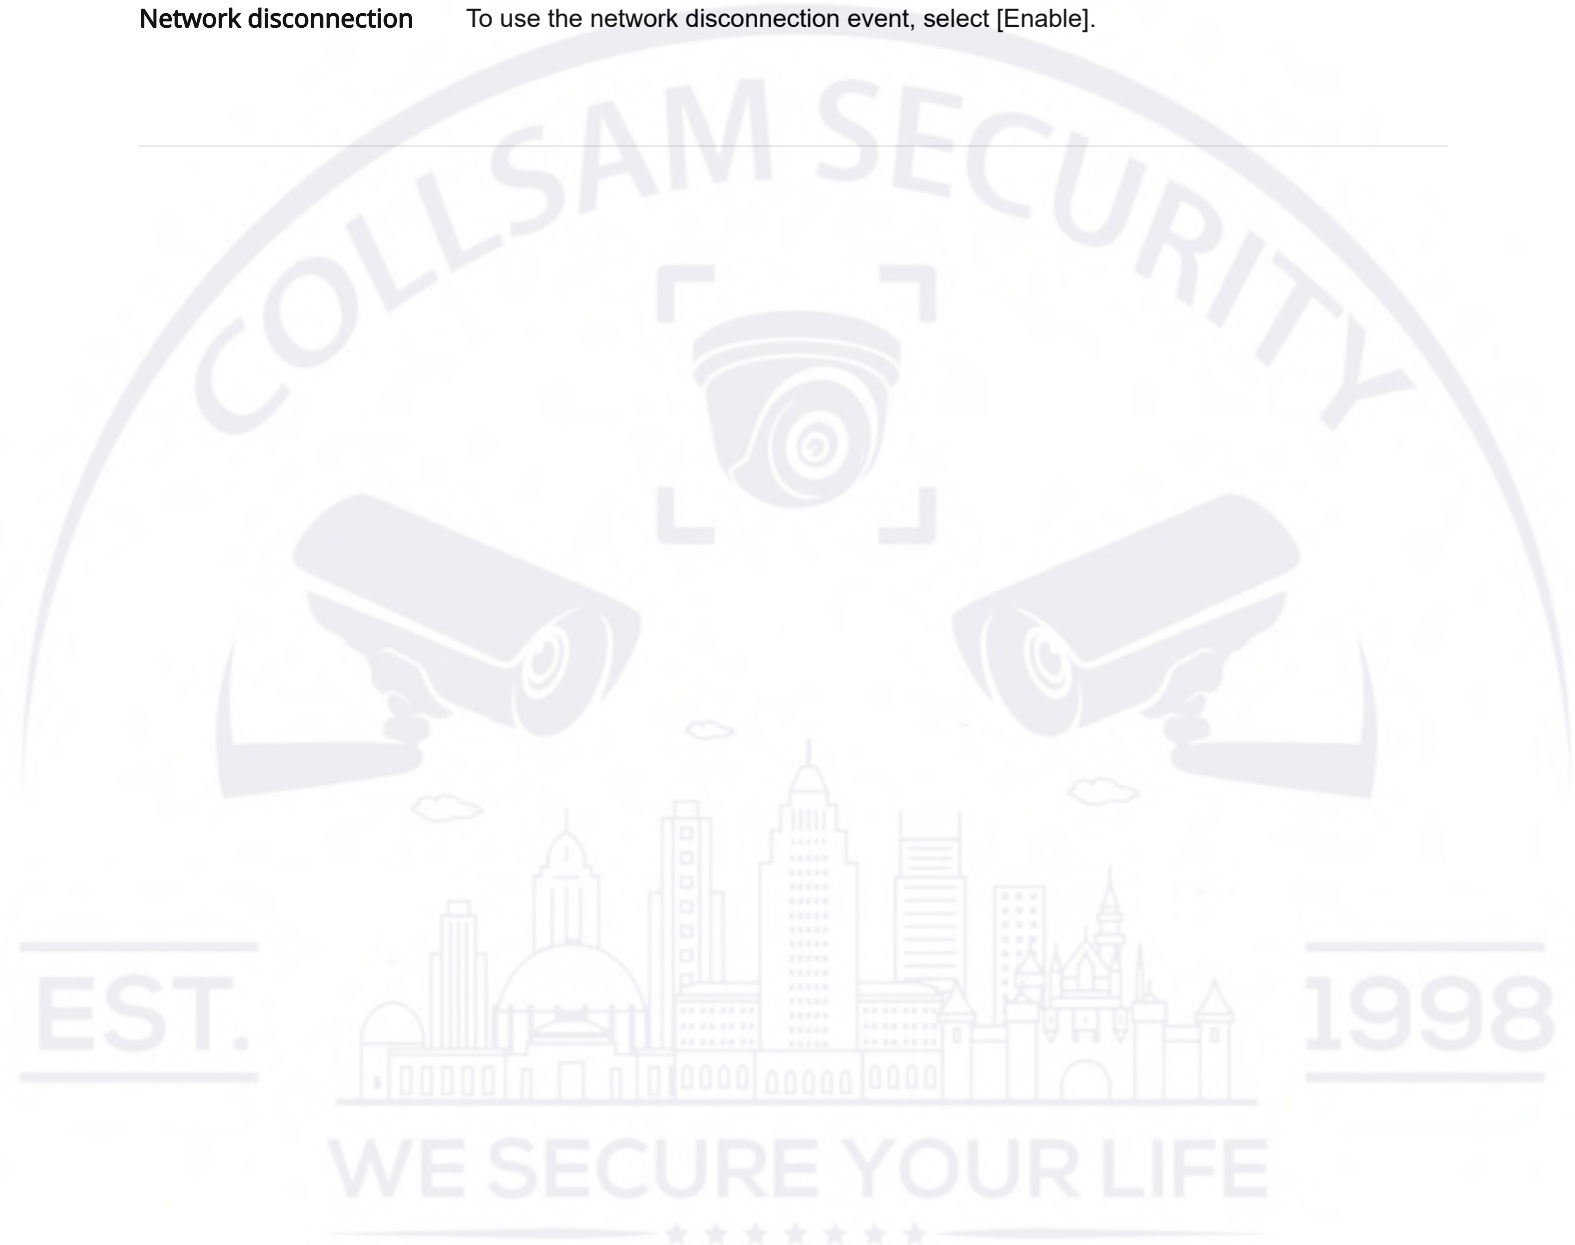 Network disconnection To use the network disconnection event, select [Enable].
COLLSAM SECURITY
EST.
1998
WE SECURE YOUR LIFE